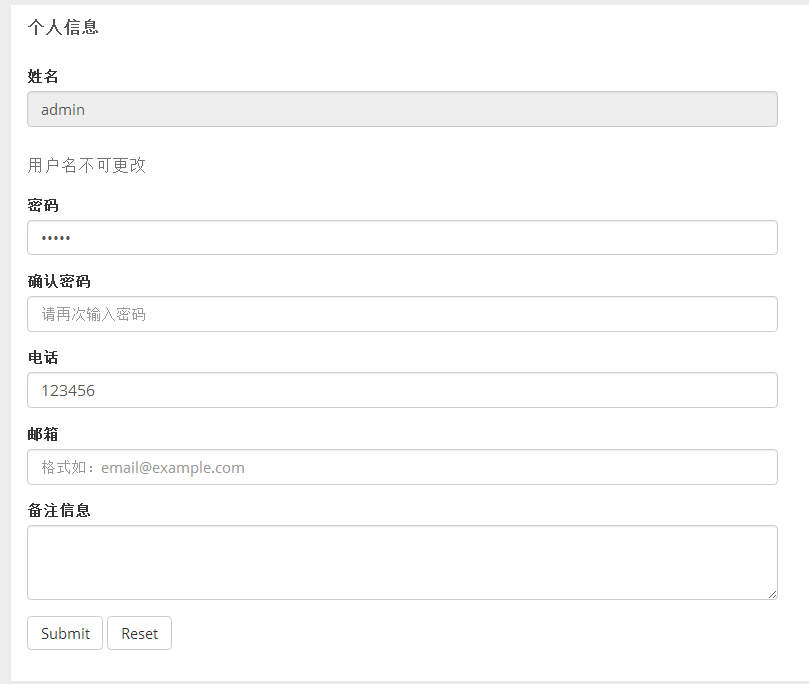 个人信息
姓名
admin
用户名不可更改
密码
•••••
确认密码
请再次输入密码
电话
123456
邮箱
格式如：email@example.com
备注信息
Submit Reset